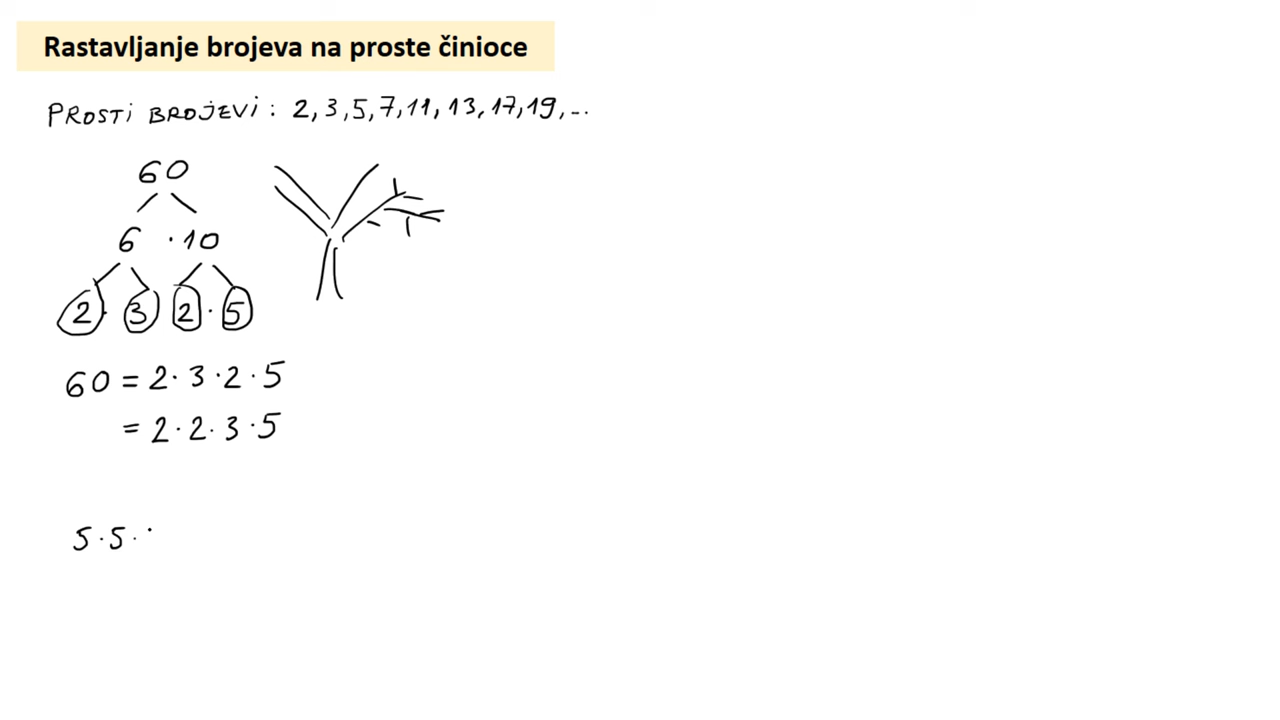 Rastavljanje brojeva na proste činioce
PROSTI BROJEVI: 2, 3, 5, 7, 11, 13, 17, 19, ...
60
6 · 10
2 · 3 2 · 5
60 = 2 · 3 · 2 · 5
= 2 · 2 · 3 · 5
5 · 5 ·